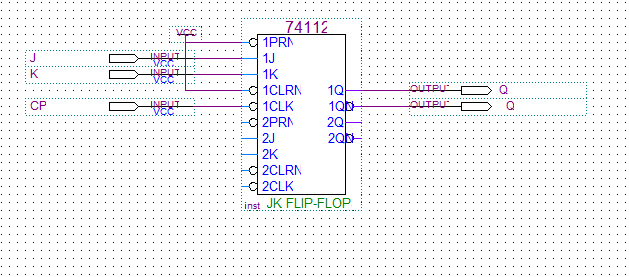 74112
VCC
1PRN
J INPUT VCC 1J
K INPUT VCC 1K
1CLRN 1Q OUTPUT Q
CP INPUT VCC 1CLK 1QN OUTPUT Q
2PRN 2Q
2J 2QN
2K
2CLRN
2CLK
inst JK FLIP-FLOP